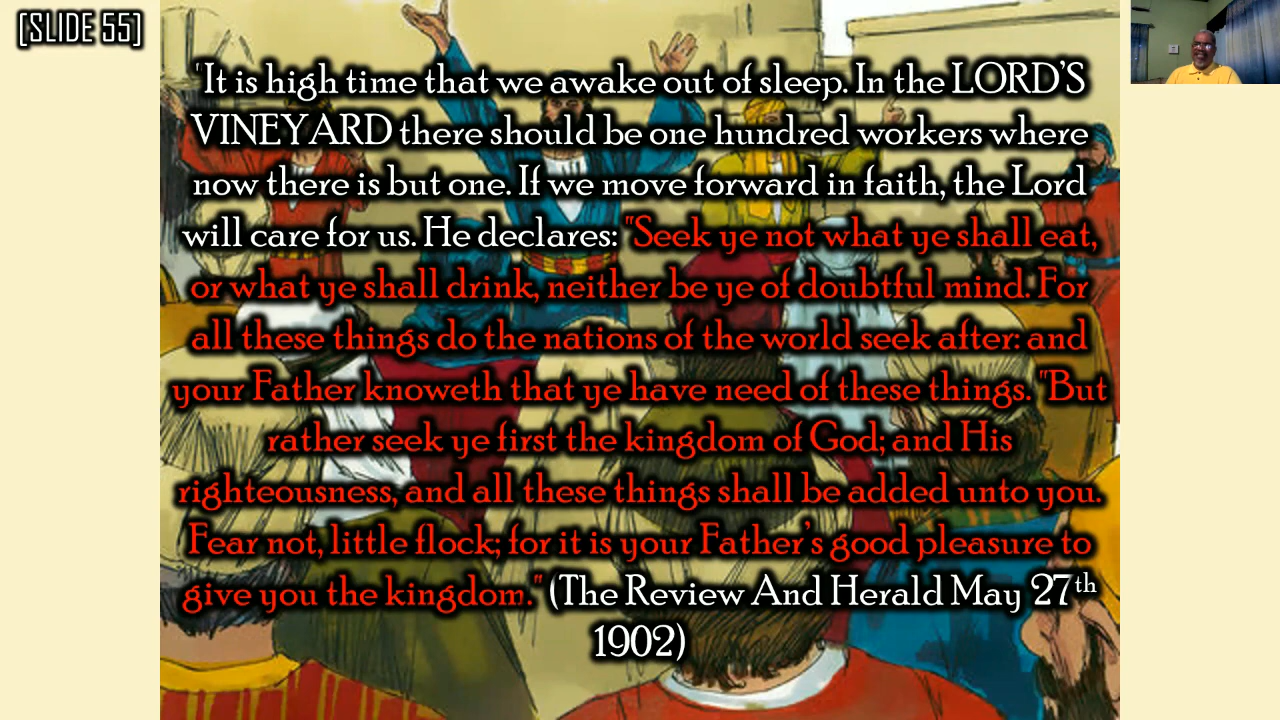 [SLIDE 55]
"It is high time that we awake out of sleep. In the LORD'S
VINEYARD there should be one hundred workers where
now there is but one. If we move forward in faith, the Lord
will care for us. He declares: "Seek ye not what ye shall eat,
or what ye shall drink, neither be ye of doubtful mind. For
all these things do the nations of the world seek after: and
your Father knoweth that ye have need of these things. "But
rather seek ye first the kingdom of God; and His
righteousness, and all these things shall be added unto you.
Fear not, little flock; for it is your Father's good pleasure to
give you the kingdom." (The Review And Herald May 27th
1902)